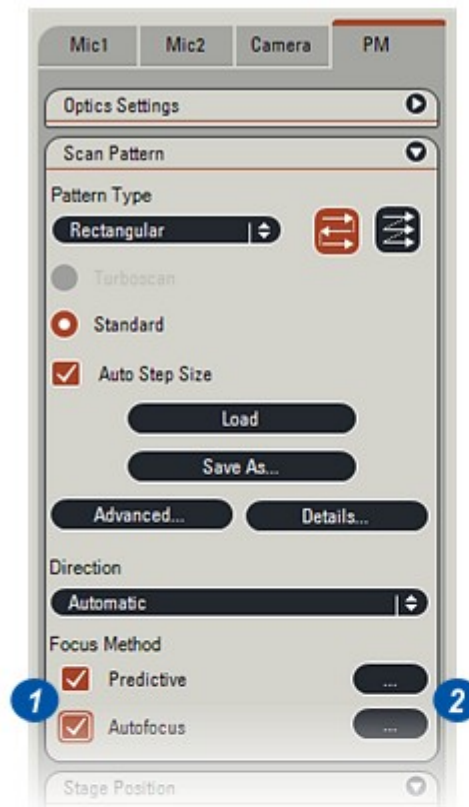 Mic1 Mic2 Camera PM
Optics Settings
Scan Pattern
Pattern Type
Rectangular
Turboscan
Standard
Auto Step Size
Load
Save As...
Advanced... Details...
Direction
Automatic
Focus Method
1 Predictive ... 2
Autofocus ...
Stage Position